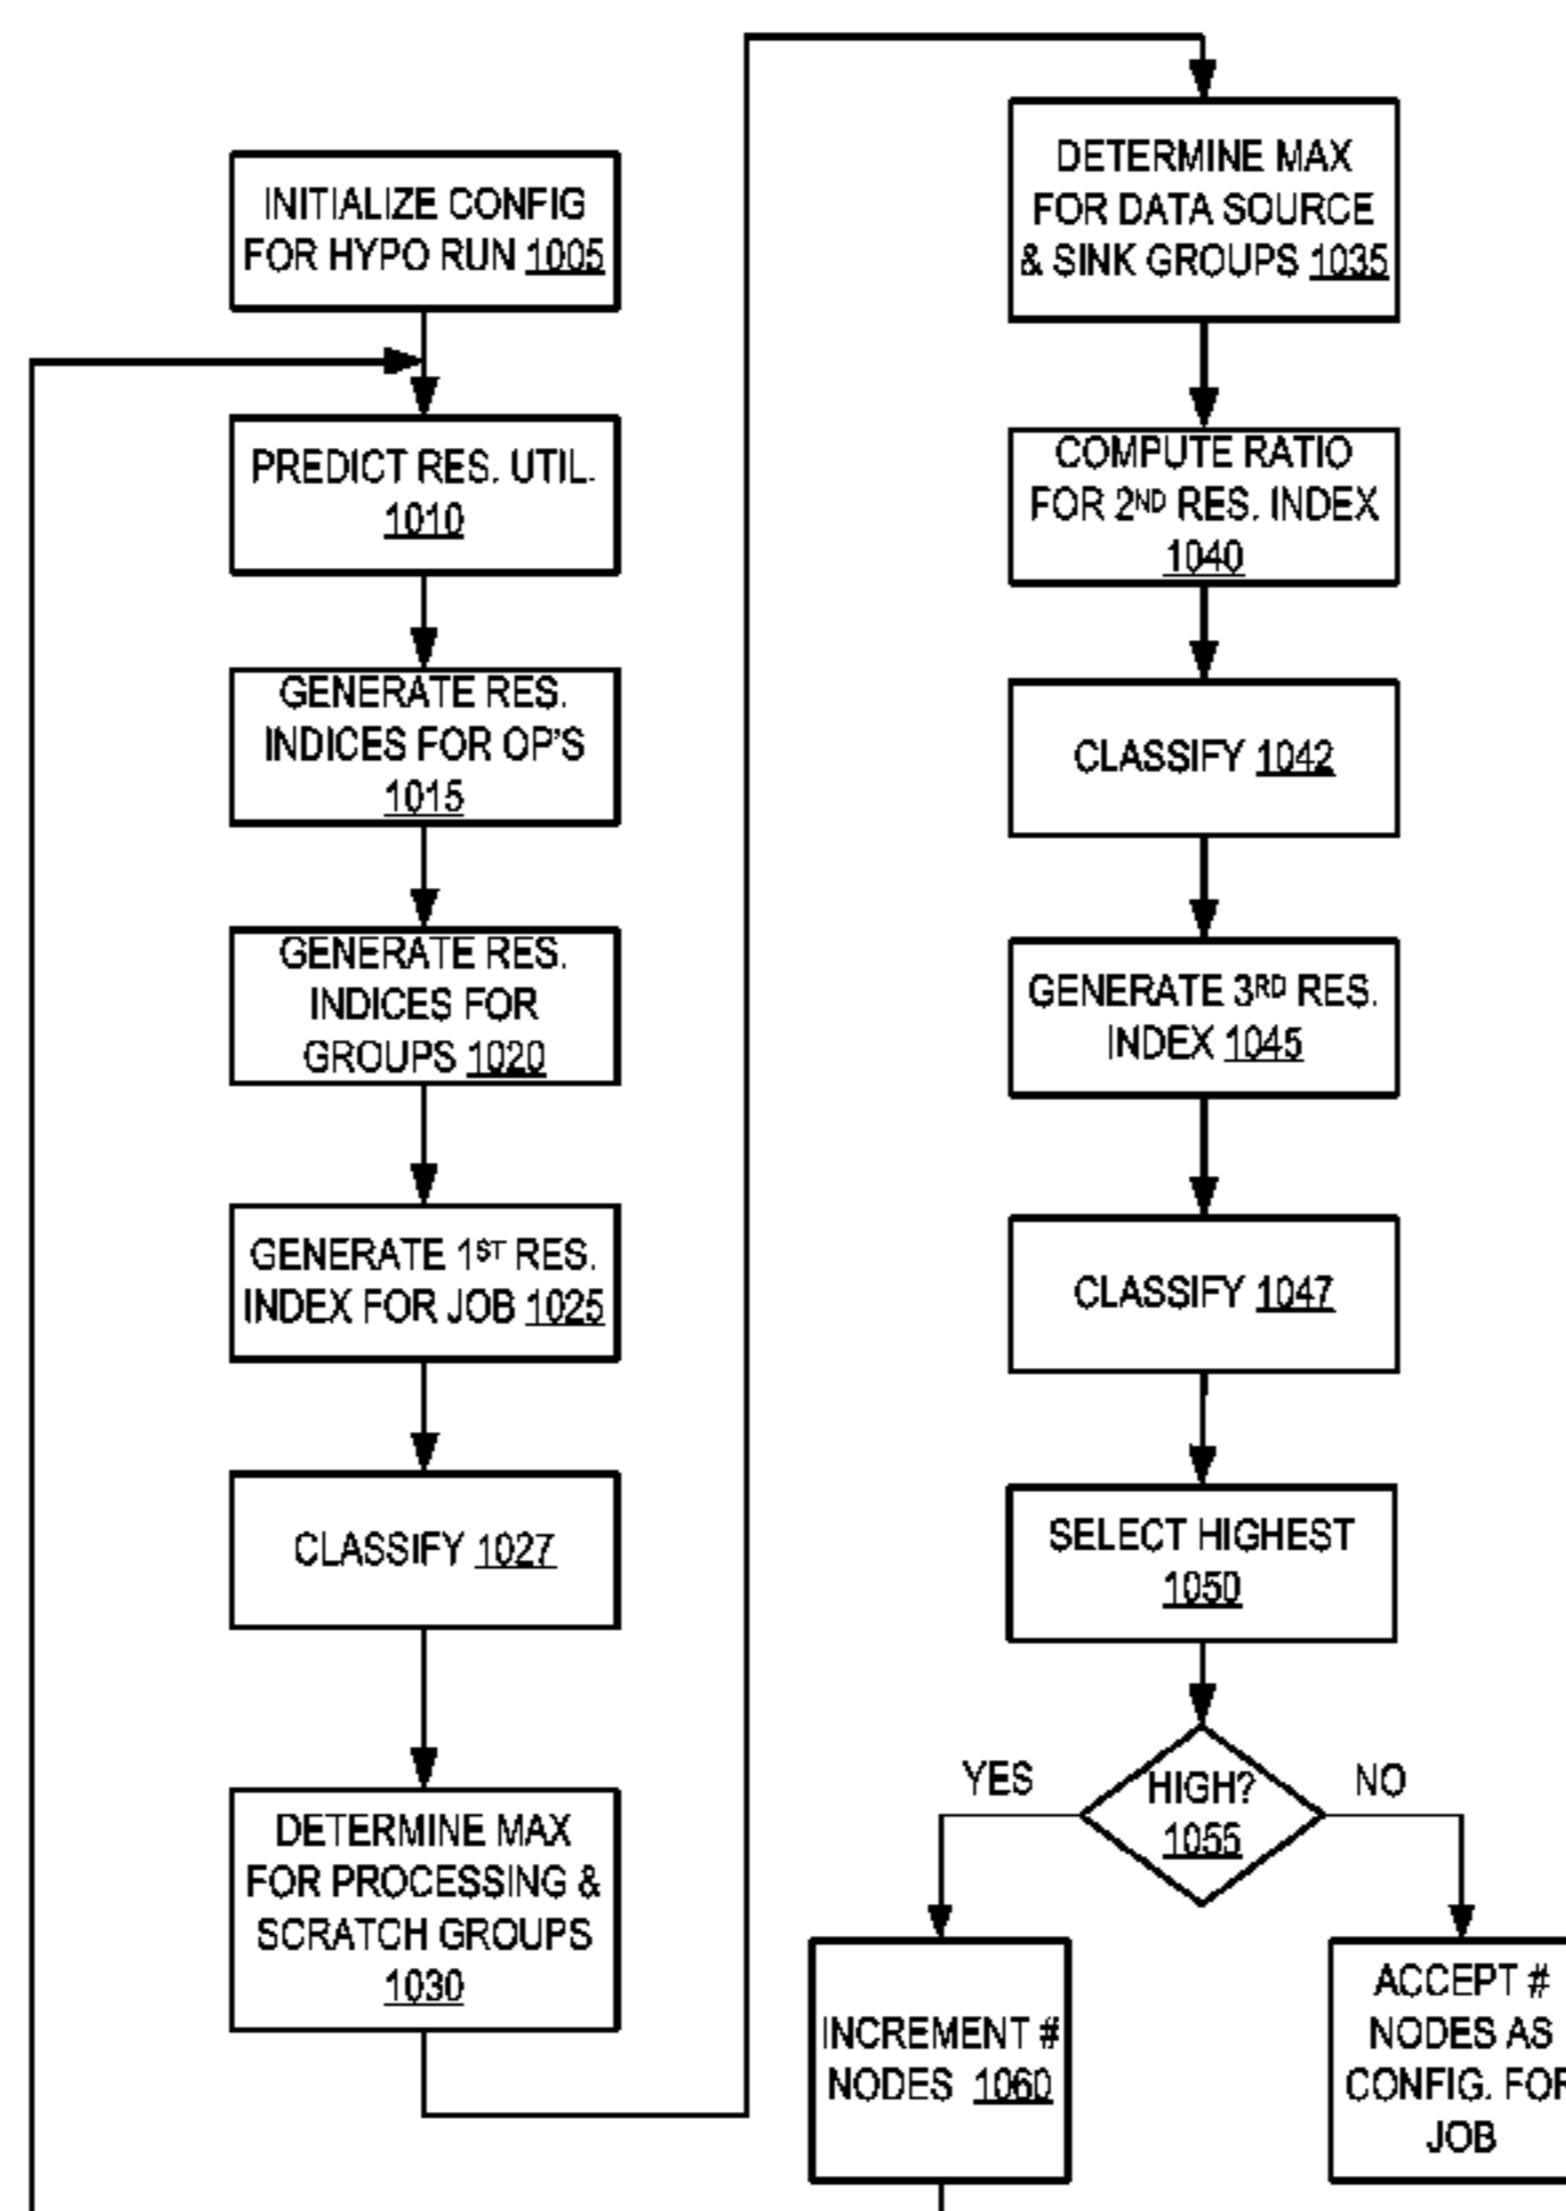 INITIALIZE CONFIG
FOR HYPO RUN 1005
PREDICT RES. UTIL.
1010
GENERATE RES.
INDICES FOR OP'S
1015
GENERATE RES.
INDICES FOR
GROUPS 1020
GENERATE 1ST RES.
INDEX FOR JOB 1025
CLASSIFY 1027
DETERMINE MAX
FOR PROCESSING &
SCRATCH GROUPS
1030
DETERMINE MAX
FOR DATA SOURCE
& SINK GROUPS 1035
COMPUTE RATIO
FOR 2ND RES. INDEX
1040
CLASSIFY 1042
GENERATE 3RD RES.
INDEX 1045
CLASSIFY 1047
SELECT HIGHEST
1050
HIGH?
1055
YES
NO
INCREMENT #
NODES 1060
ACCEPT #
NODES AS
CONFIG. FOR
JOB